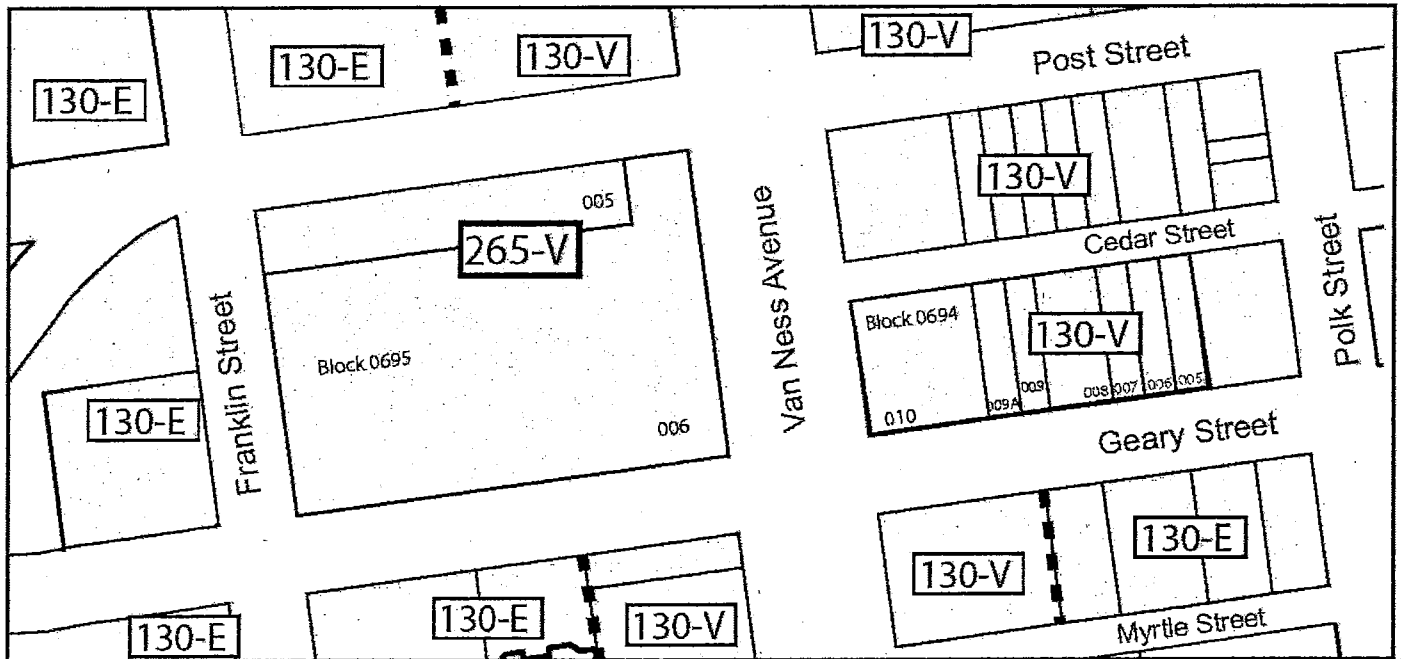 130-V
130-E
130-V
Post Street
130-E
130-V
005
265-V
Cedar Street
Van Ness Avenue
Polk Street
Franklin Street
Block 0694
130-V
Block 0695
009
008
007
006
005
009A
010
130-E
006
Geary Street
130-E
130-V
130-E
130-V
130-E
Myrtle Street